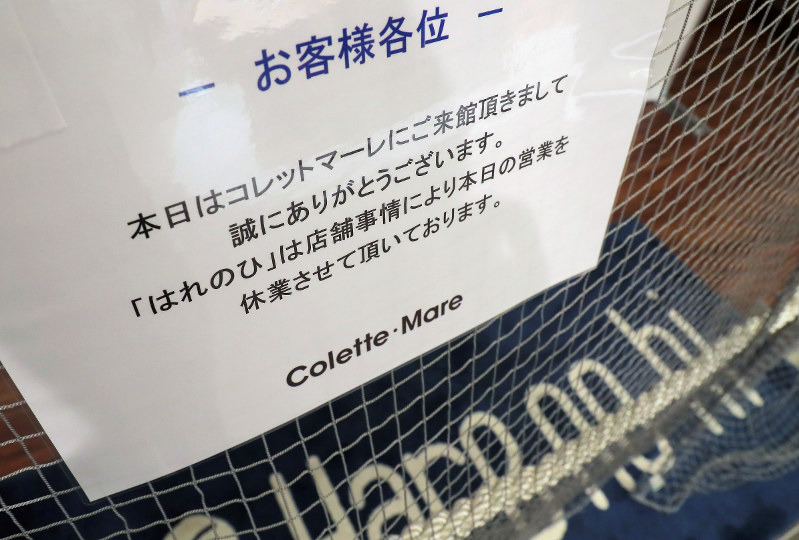 － お客様各位 －
本日はコレットマーレにご来館頂きまして
誠にありがとうございます。
「はれのひ」は店舗事情により本日の営業を
休業させて頂いております。
Colette・Mare
Hare no hi